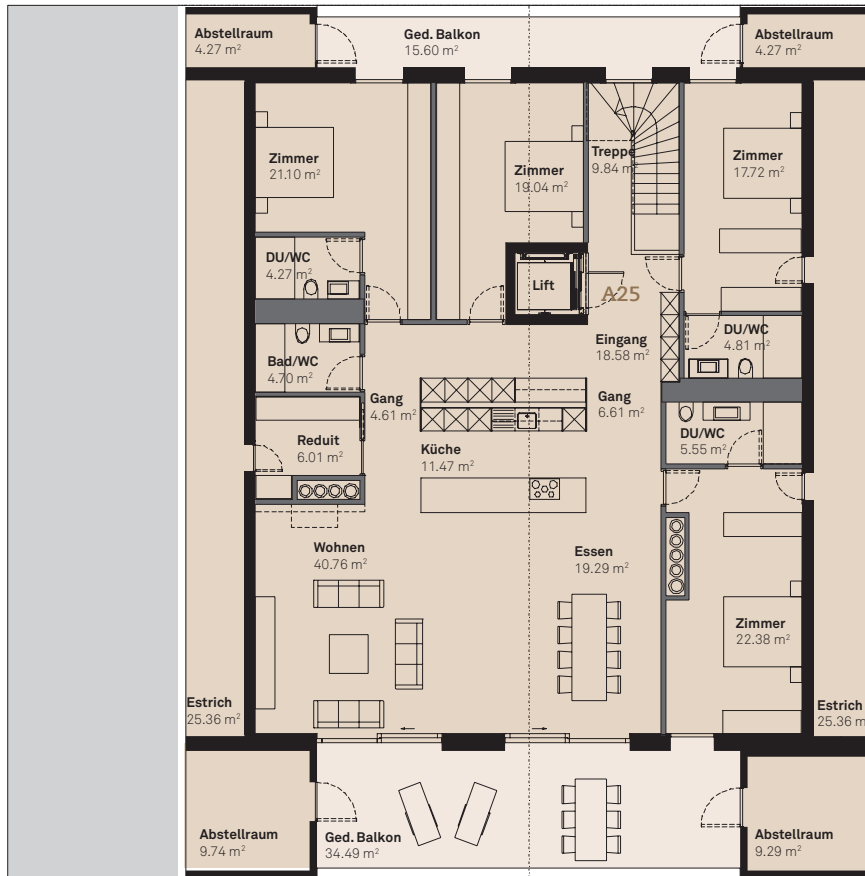 Abstellraum
4.27 m²
Ged. Balkon
15.60 m²
Abstellraum
4.27 m²
Zimmer
21.10 m²
Zimmer
19.04 m²
Treppe
9.84 m²
Zimmer
17.72 m²
DU/WC
4.27 m²
Lift
A25
Eingang
18.58 m²
DU/WC
4.81 m²
Bad/WC
4.70 m²
Gang
4.61 m²
Gang
6.61 m²
Reduit
6.01 m²
Küche
11.47 m²
DU/WC
5.55 m²
Wohnen
40.76 m²
Essen
19.29 m²
Zimmer
22.38 m²
Estrich
25.36 m²
Estrich
25.36 m
Abstellraum
9.74 m²
Ged. Balkon
34.49 m²
Abstellraum
9.29 m²